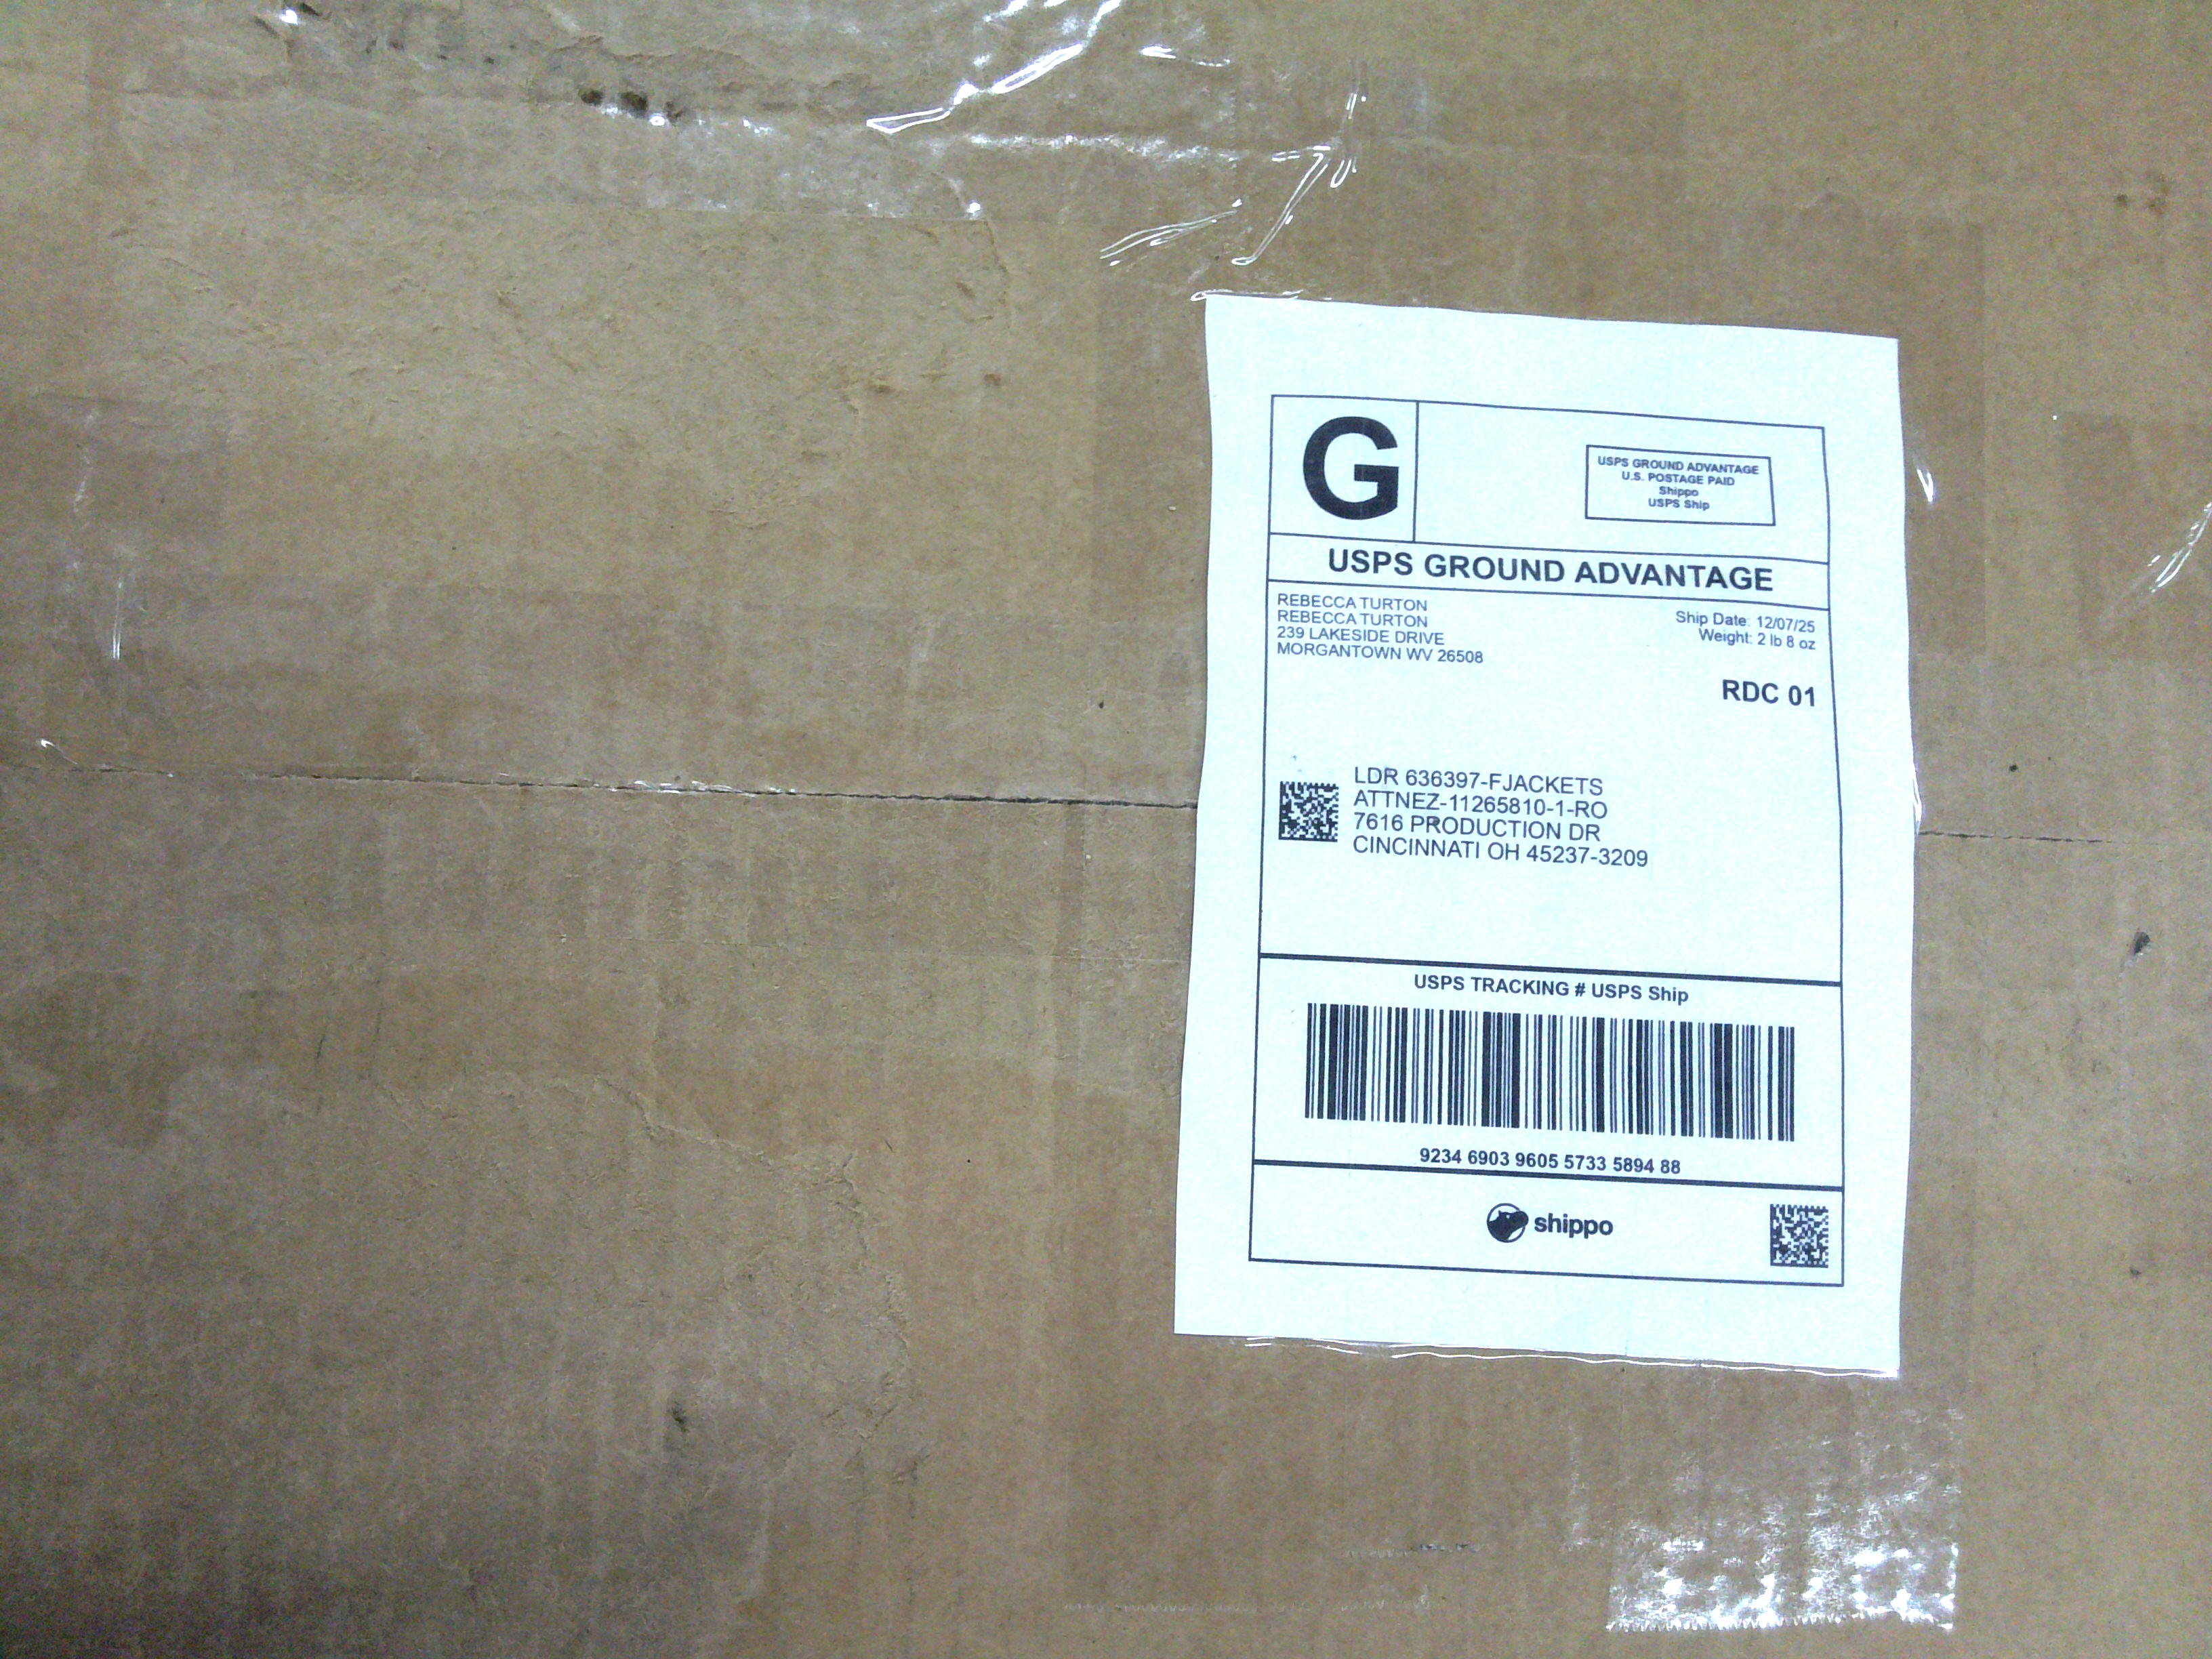 G
USPS GROUND ADVANTAGE
U.S. POSTAGE PAID
Shippo
USPS Ship
USPS GROUND ADVANTAGE
REBECCA TURTON
REBECCA TURTON
239 LAKESIDE DRIVE
MORGANTOWN WV 26508
Ship Date: 12/07/25
Weight: 2 lb 8 oz
RDC 01
LDR 636397-FJACKETS
ATTNEZ-11265810-1-RO
7616 PRODUCTION DR
CINCINNATI OH 45237-3209
USPS TRACKING # USPS Ship
9234 6903 9605 5733 5894 88
shippo